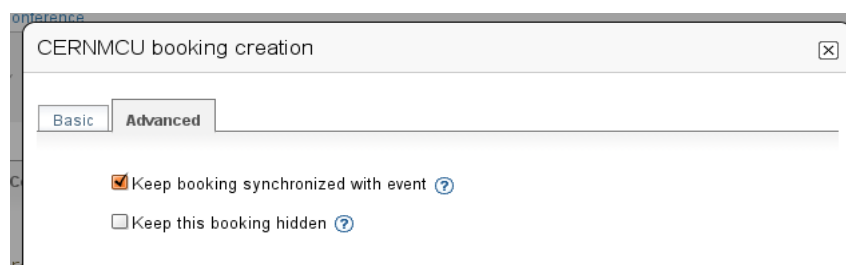 onference
CERNMCU booking creation
Basic Advanced
Keep booking synchronized with event ?
Keep this booking hidden ?